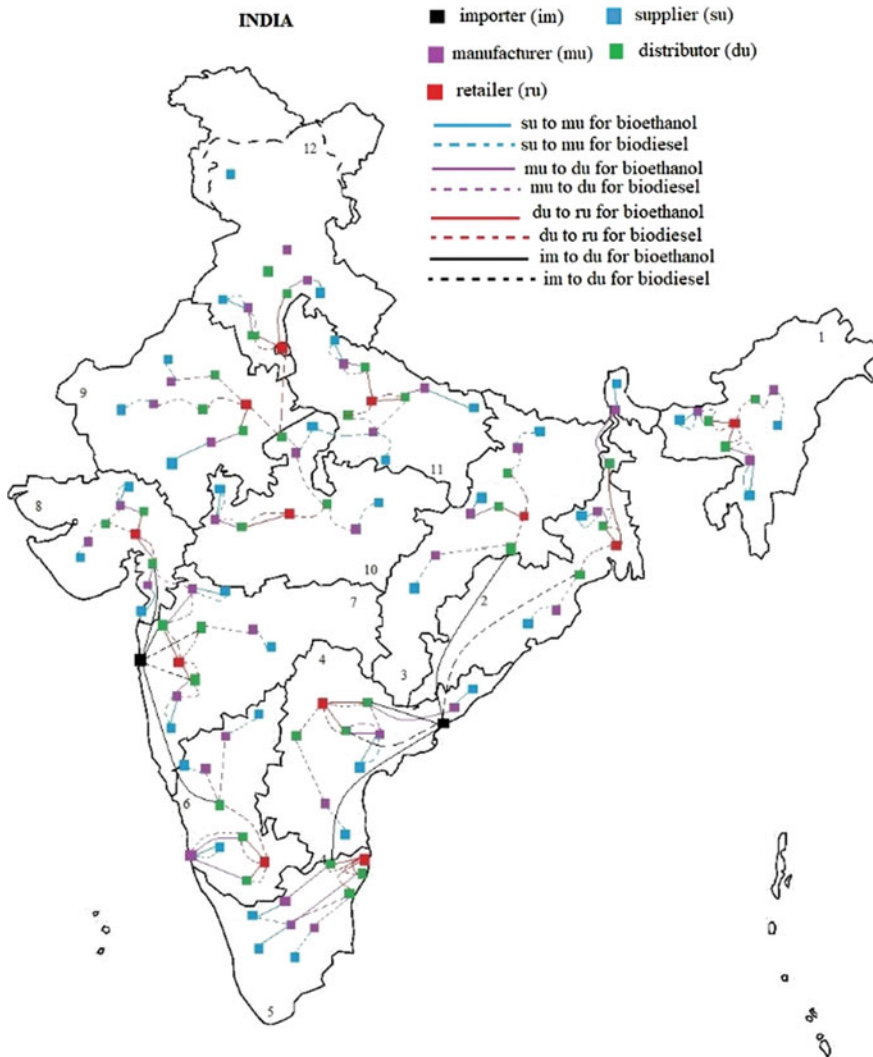 INDIA
importer (im)
supplier (su)
manufacturer (mu)
distributor (du)
retailer (ru)
su to mu for bioethanol
su to mu for biodiesel
mu to du for bioethanol
mu to du for biodiesel
du to ru for bioethanol
du to ru for biodiesel
im to du for bioethanol
im to du for biodiesel
12
1
9
11
8
10
7
2
4
3
6
5